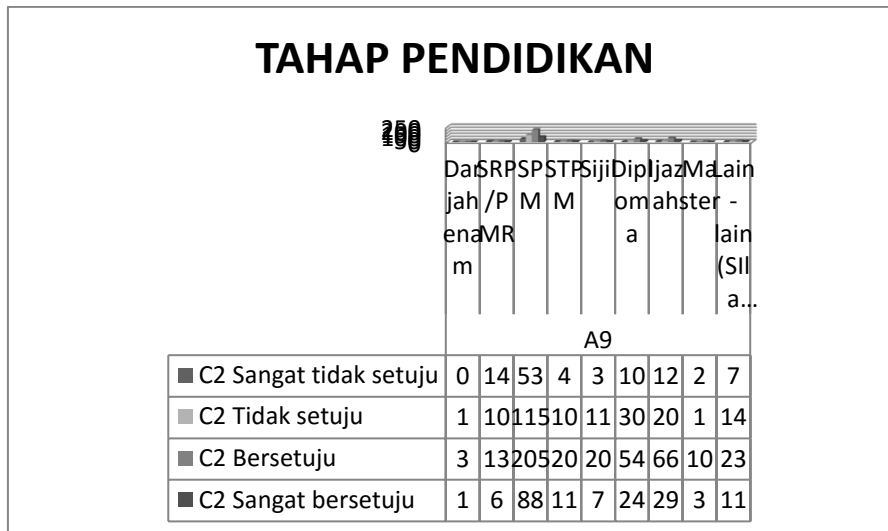 TAHAP PENDIDIKAN
250
Darjah enam SRP/PMR SPM STPM Sijil Diploma Ijazah Master Lain-lain (SIla...
A9
C2 Sangat tidak setuju 0 14 53 4 3 10 12 2 7
C2 Tidak setuju 1 10 115 10 11 30 20 1 14
C2 Bersetuju 3 13 205 20 20 54 66 10 23
C2 Sangat bersetuju 1 6 88 11 7 24 29 3 11